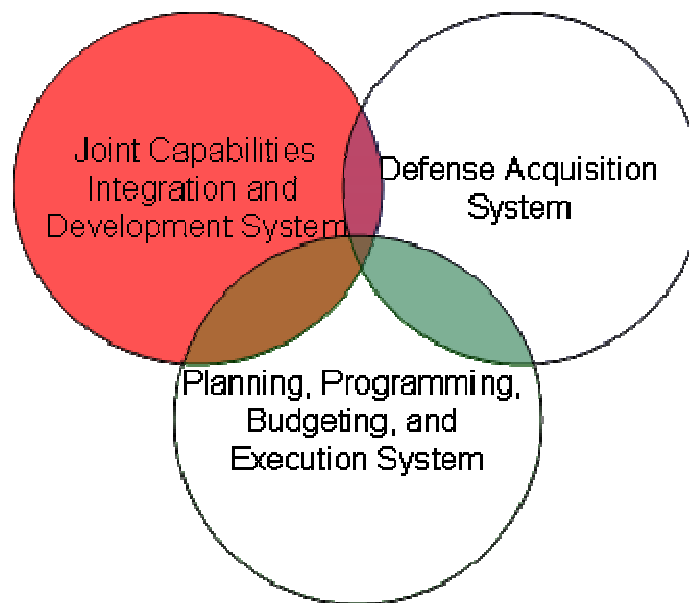 Joint Capabilities
Integration and
Development System
Defense Acquisition
System
Planning, Programming,
Budgeting, and
Execution System